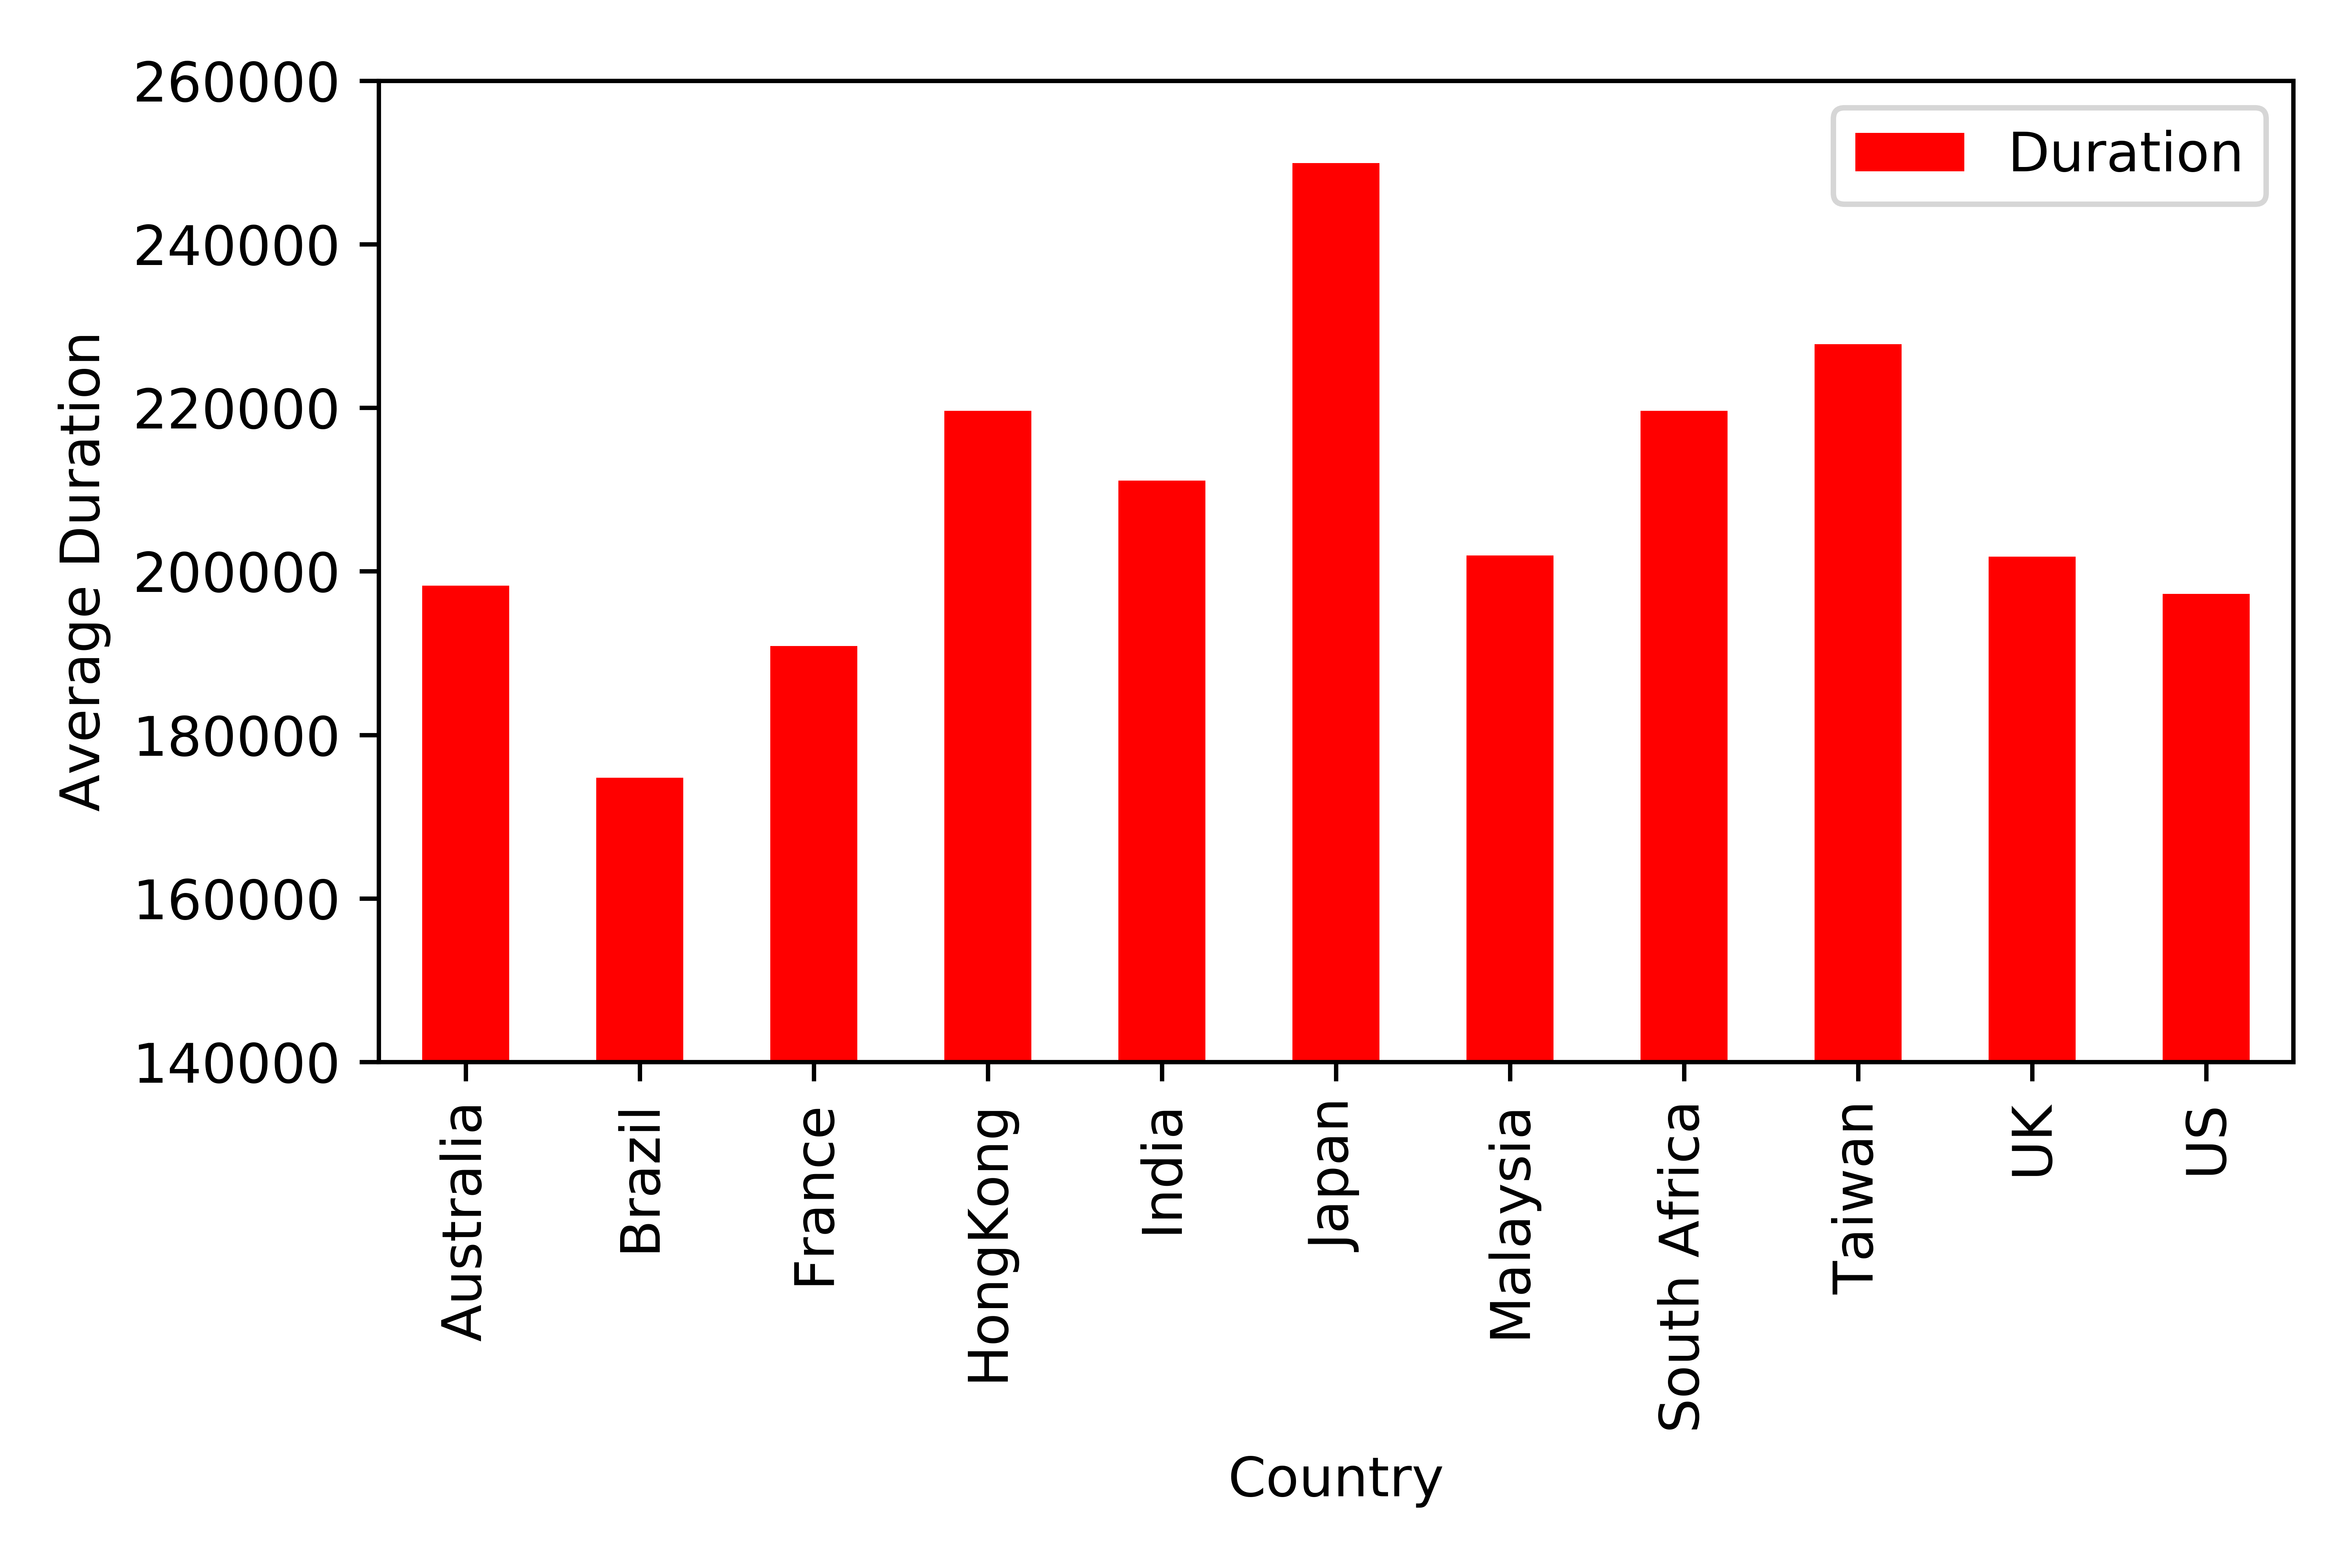 260000
240000
220000
200000
180000
160000
140000
Average Duration
Duration
Australia
Brazil
France
HongKong
India
Japan
Malaysia
South Africa
Taiwan
UK
US
Country